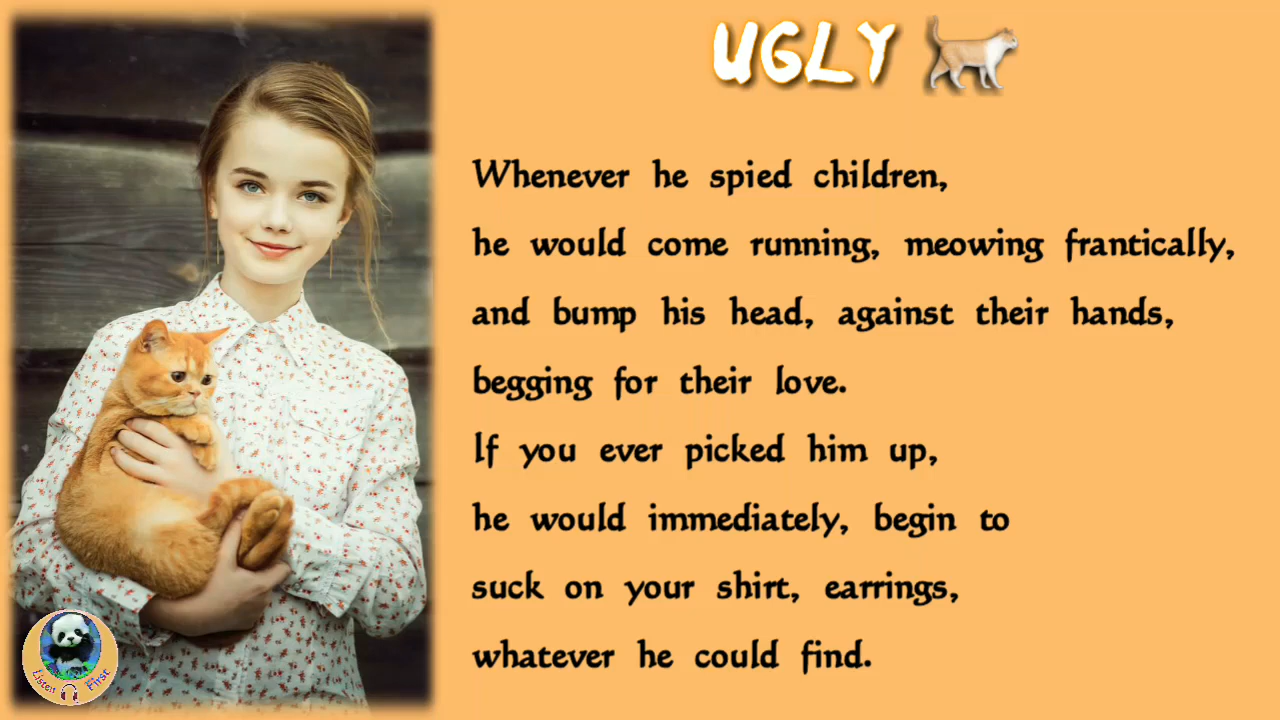 UGLY
Whenever he spied children,
he would come running, meowing frantically,
and bump his head, against their hands,
begging for their love.
If you ever picked him up,
he would immediately, begin to
suck on your shirt, earrings,
whatever he could find.
Listen First